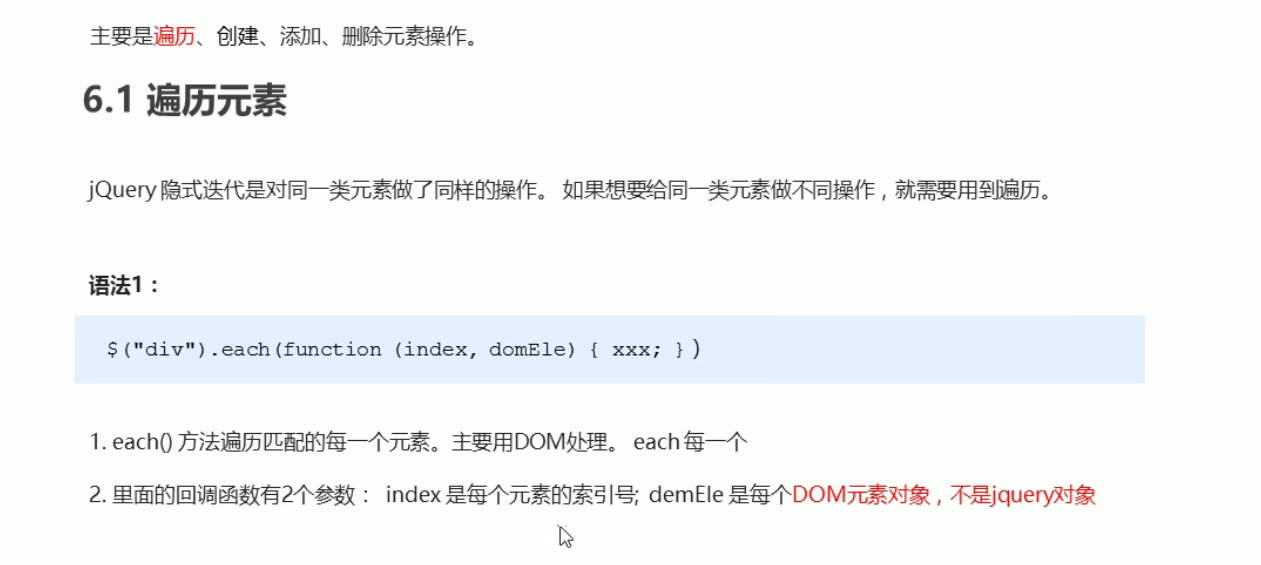 主要是遍历、创建、添加、删除元素操作。
6.1 遍历元素
jQuery 隐式迭代是对同一类元素做了同样的操作。 如果想要给同一类元素做不同操作，就需要用到遍历。
语法1：
$("div").each(function (index, domEle) { xxx; })
1. each() 方法遍历匹配的每一个元素。主要用DOM处理。 each 每一个
2. 里面的回调函数有2个参数： index 是每个元素的索引号; demEle 是每个DOM元素对象，不是jquery对象